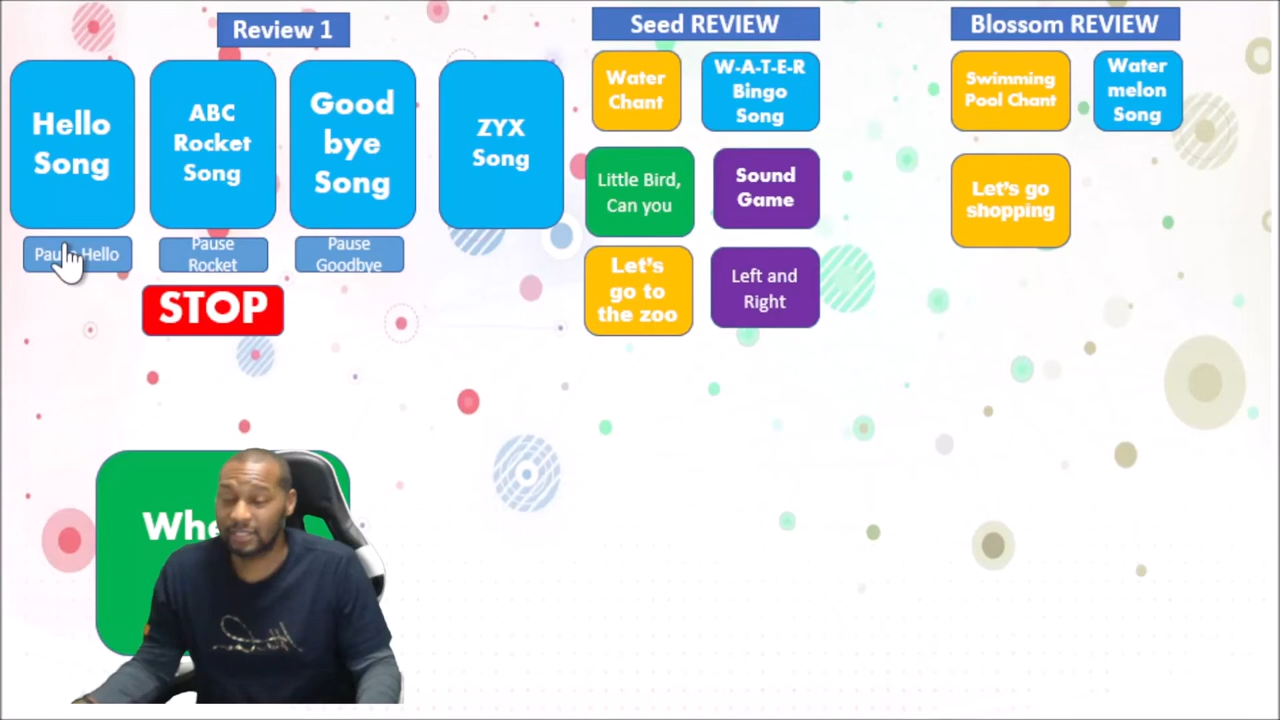 Review 1
Seed REVIEW
Blossom REVIEW
Hello
Song
ABC
Rocket
Song
Good
bye
Song
ZYX
Song
Water
Chant
W-A-T-E-R
Bingo
Song
Swimming
Pool Chant
Water
melon
Song
Little Bird,
Can you
Sound
Game
Let's go
shopping
Hello
Pause
Rocket
Pause
Goodbye
Let's
go to
the zoo
Left and
Right
STOP